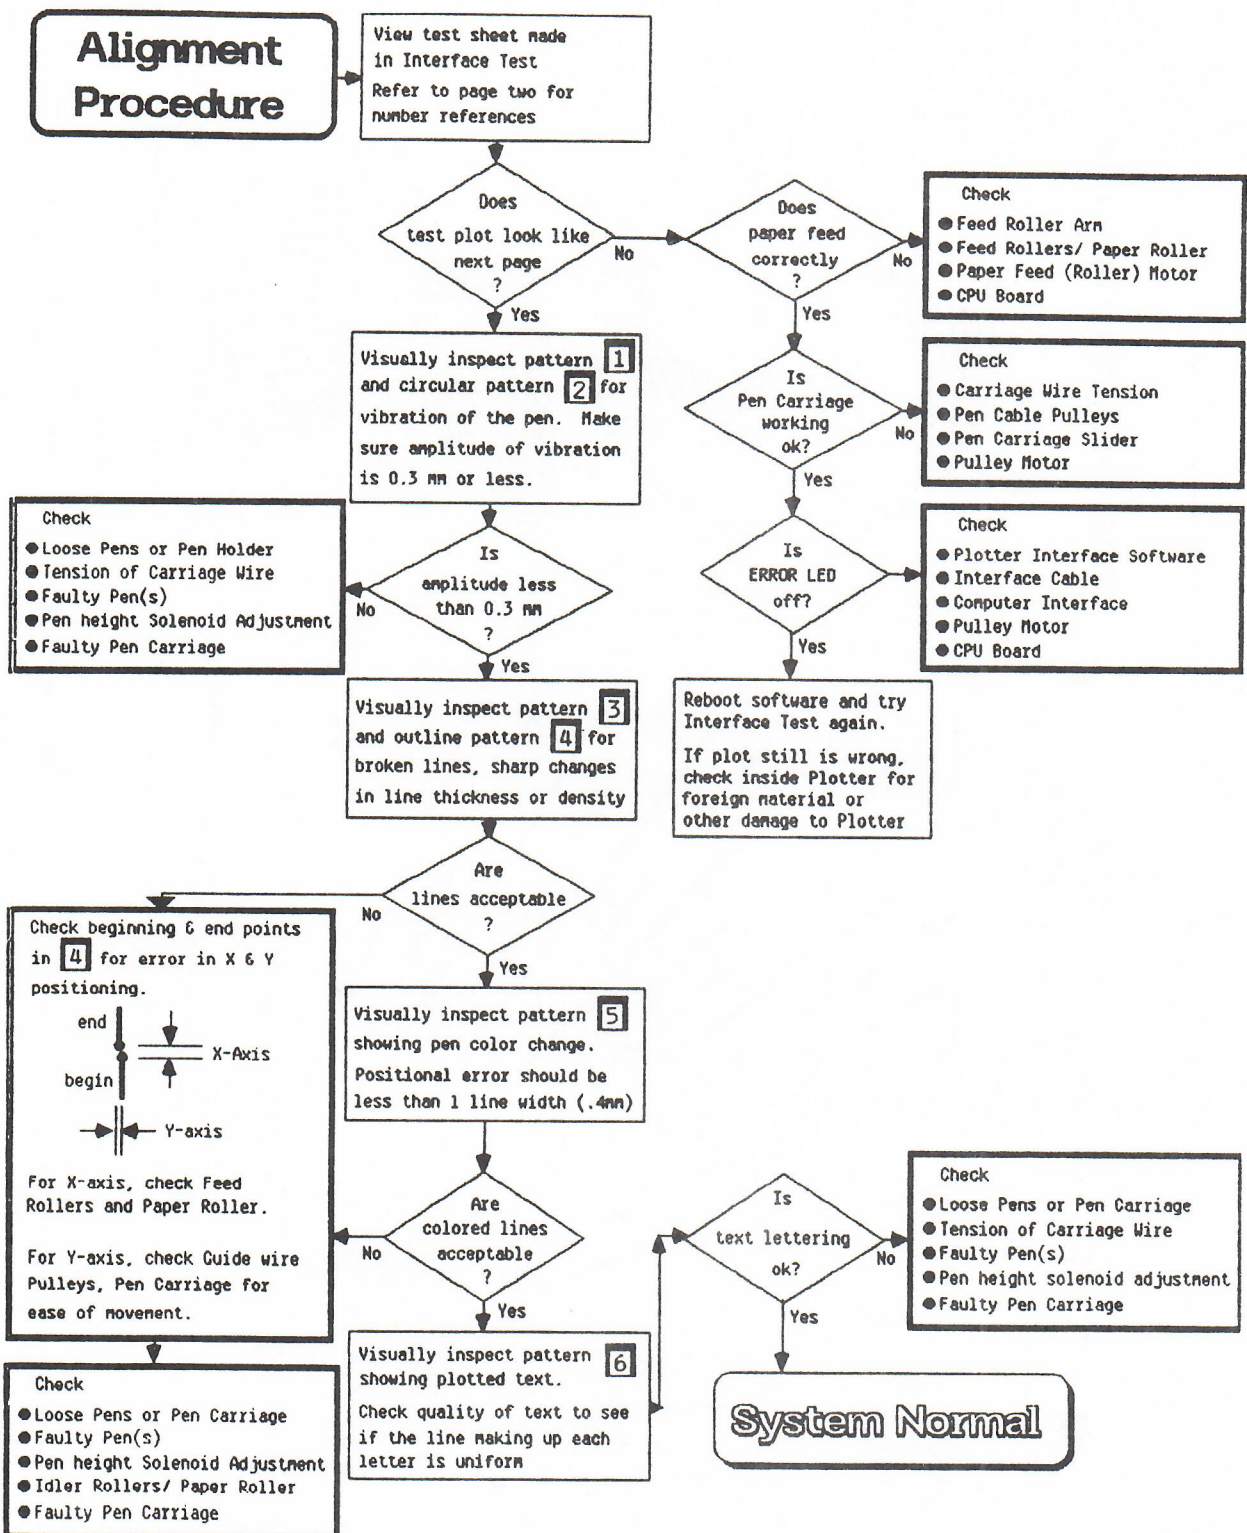 Alignment
Procedure
View test sheet made
in Interface Test
Refer to page two for
number references
Does
test plot look like
next page
?
No
Yes
Does
paper feed
correctly
?
No
Yes
Check
●Feed Roller Arm
●Feed Rollers/ Paper Roller
●Paper Feed (Roller) Motor
●CPU Board
Visually inspect pattern 1
and circular pattern 2 for
vibration of the pen. Make
sure amplitude of vibration
is 0.3 mm or less.
Is
Pen Carriage
working
ok?
No
Yes
Check
●Carriage Wire Tension
●Pen Cable Pulleys
●Pen Carriage Slider
●Pulley Motor
Check
●Loose Pens or Pen Holder
●Tension of Carriage Wire
●Faulty Pen(s)
●Pen height Solenoid Adjustment
●Faulty Pen Carriage
Is
amplitude less
than 0.3 mm
?
No
Yes
Is
ERROR LED
off?
Yes
Check
●Plotter Interface Software
●Interface Cable
●Computer Interface
●Pulley Motor
●CPU Board
Visually inspect pattern 3
and outline pattern 4 for
broken lines, sharp changes
in line thickness or density
Reboot software and try
Interface Test again.
If plot still is wrong,
check inside Plotter for
foreign material or
other damage to Plotter
Are
lines acceptable
?
No
Yes
Check beginning & end points
in 4 for error in X & Y
positioning.
end
X-Axis
begin
Y-axis
For X-axis, check Feed
Rollers and Paper Roller.
For Y-axis, check Guide wire
Pulleys, Pen Carriage for
ease of movement.
Visually inspect pattern 5
showing pen color change.
Positional error should be
less than 1 line width (.4mm)
Are
colored lines
acceptable
?
No
Yes
Is
text lettering
ok?
No
Yes
Check
●Loose Pens or Pen Carriage
●Tension of Carriage Wire
●Faulty Pen(s)
●Pen height solenoid adjustment
●Faulty Pen Carriage
Check
●Loose Pens or Pen Carriage
●Faulty Pen(s)
●Pen height Solenoid Adjustment
●Idler Rollers/ Paper Roller
●Faulty Pen Carriage
Visually inspect pattern 6
showing plotted text.
Check quality of text to see
if the line making up each
letter is uniform
System Normal